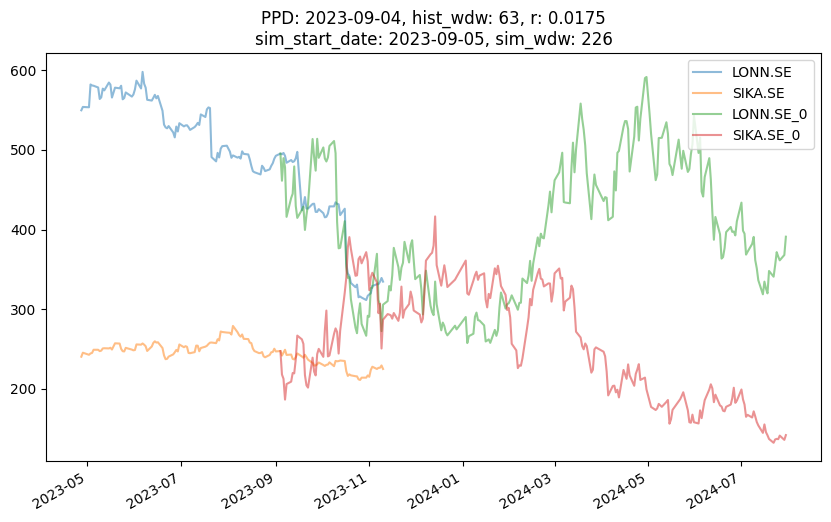 PPD: 2023-09-04, hist_wdw: 63, r: 0.0175
sim_start_date: 2023-09-05, sim_wdw: 226
LONN.SE
SIKA.SE
LONN.SE_0
SIKA.SE_0
600
500
400
300
200
2023-05
2023-07
2023-09
2023-11
2024-01
2024-03
2024-05
2024-07